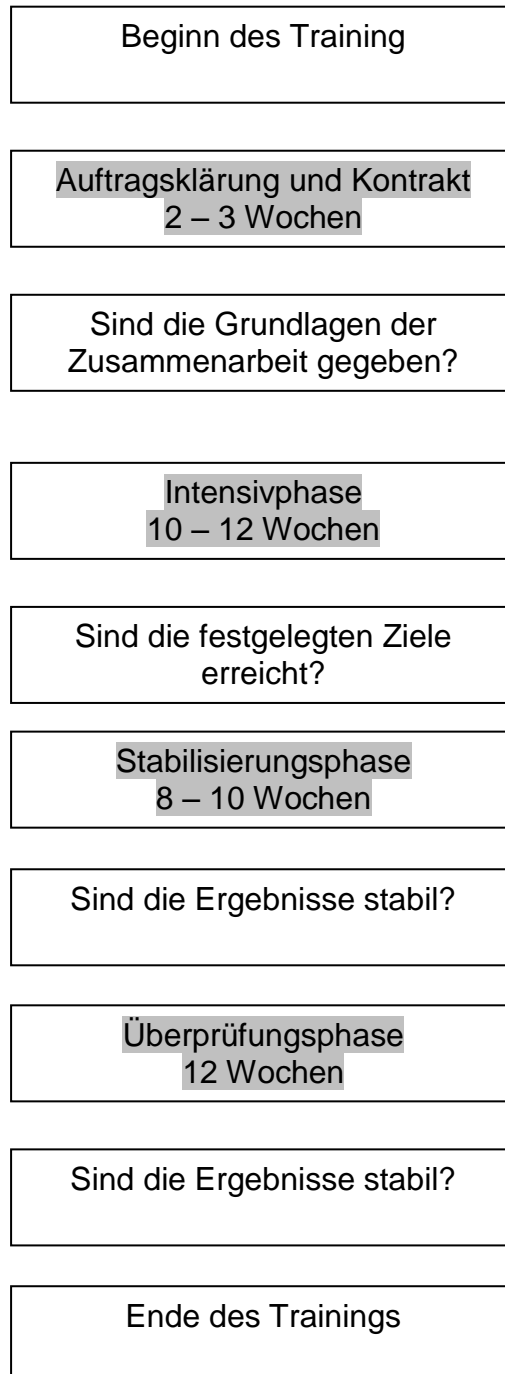 Beginn des Training
Auftragsklärung und Kontrakt
2 – 3 Wochen
Sind die Grundlagen der
Zusammenarbeit gegeben?
Intensivphase
10 – 12 Wochen
Sind die festgelegten Ziele
erreicht?
Stabilisierungsphase
8 – 10 Wochen
Sind die Ergebnisse stabil?
Überprüfungsphase
12 Wochen
Sind die Ergebnisse stabil?
Ende des Trainings